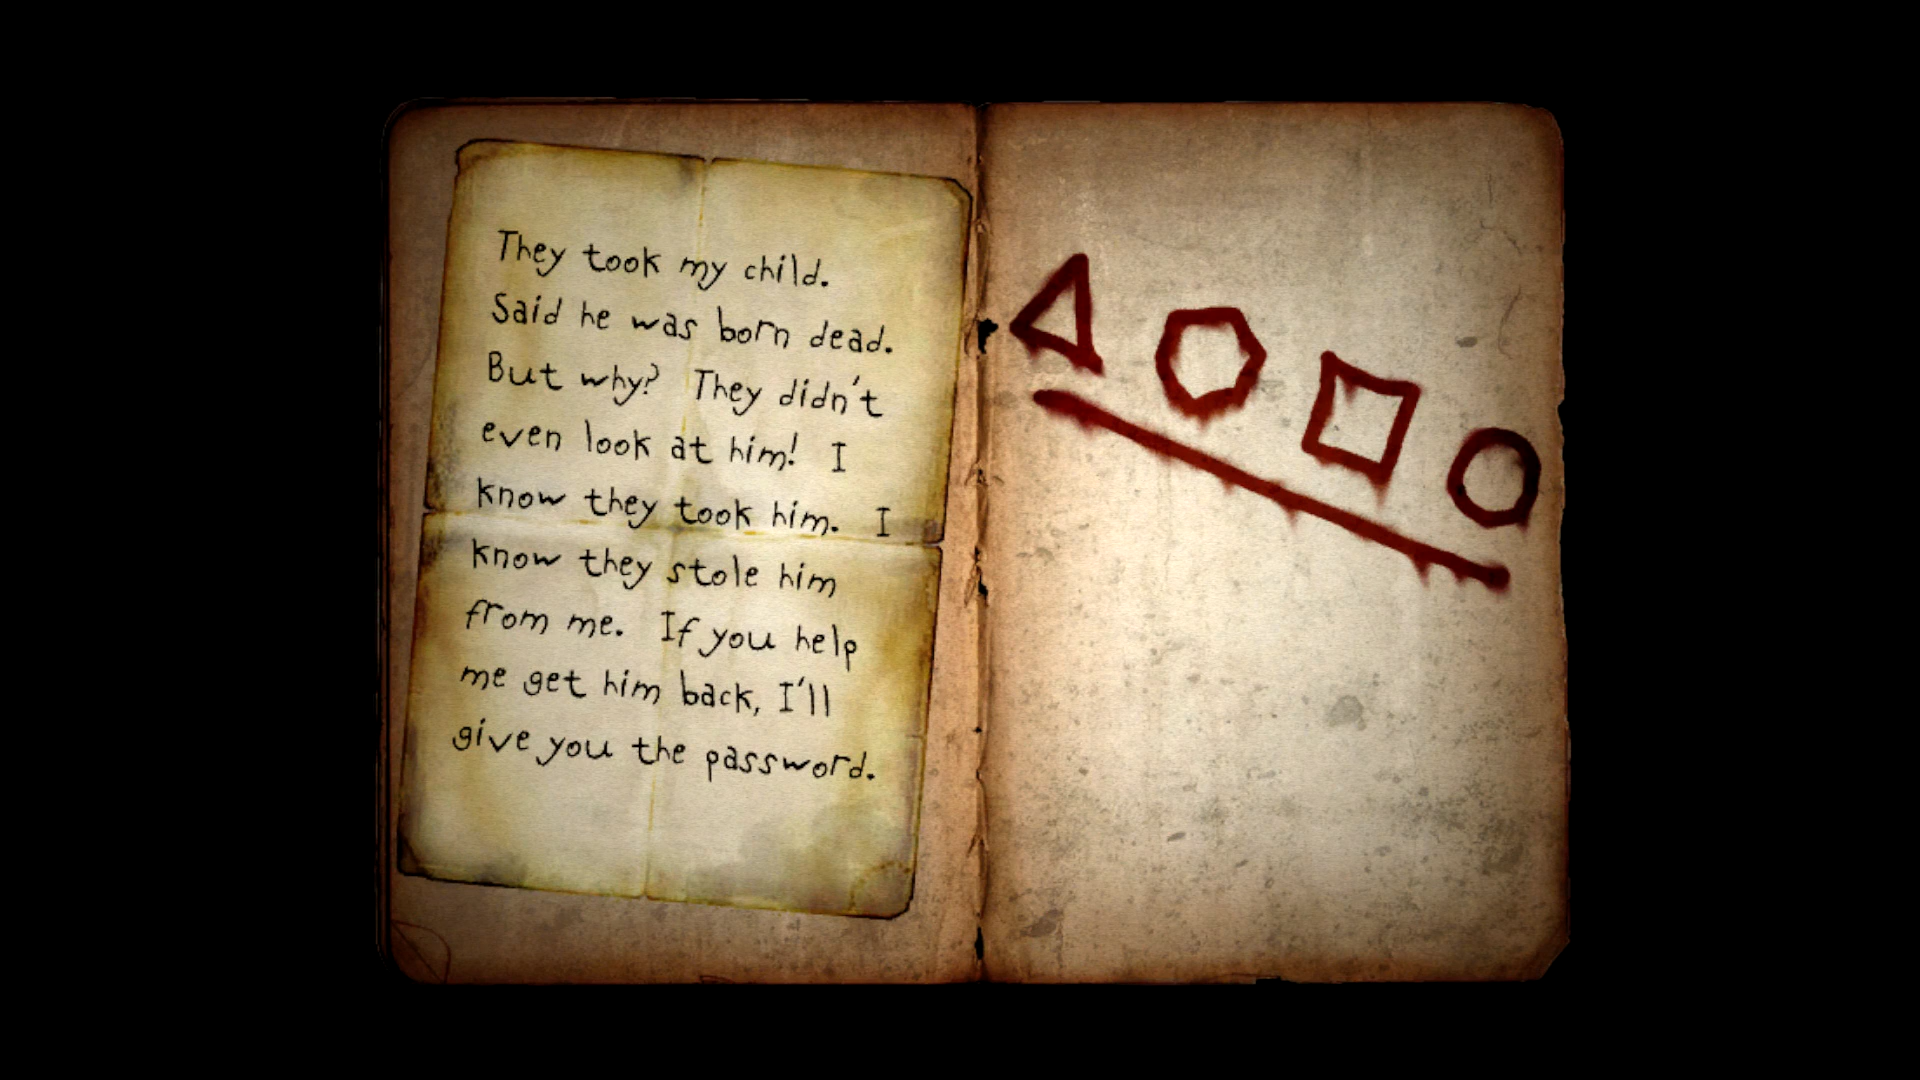 They took my child.
Said he was born dead.
But why? They didn't
even look at him! I
know they took him. I
know they stole him
from me. If you help
me get him back, I'll
give you the password.